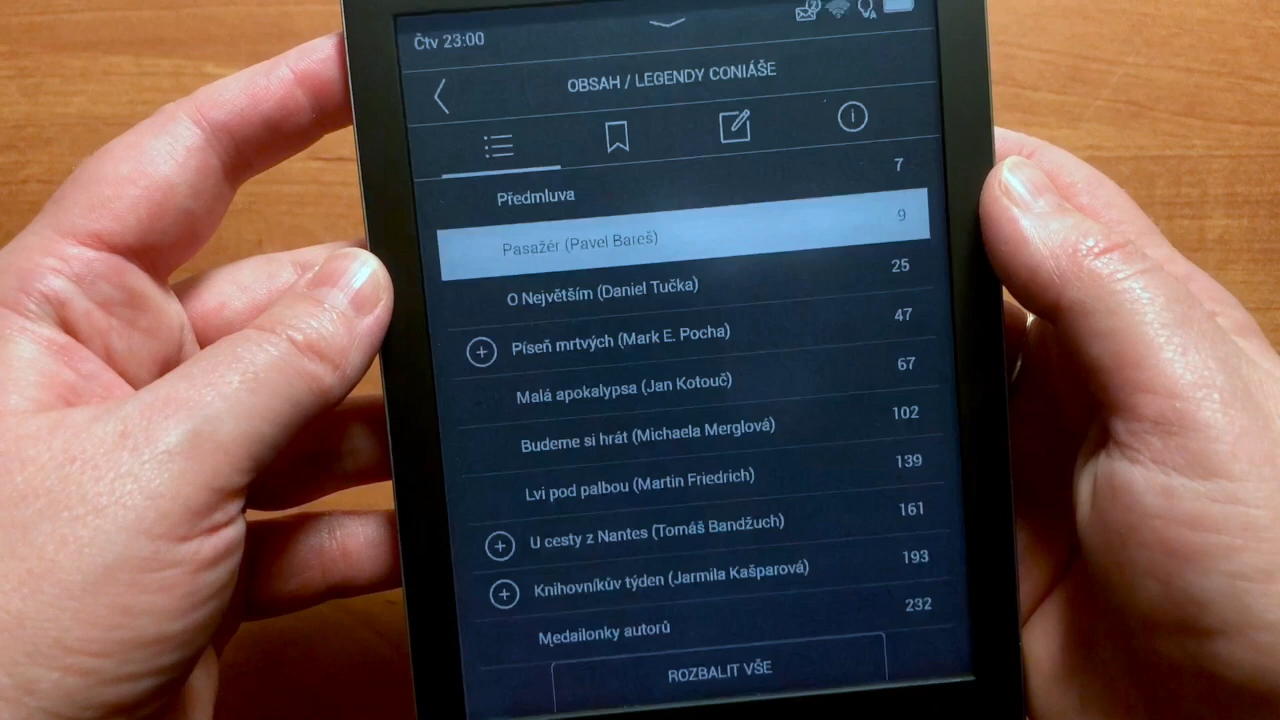 Čtv 23:00
OBSAH / LEGENDY CONIÁŠE
Předmluva 7
Pasažér (Pavel Bareš) 9
O Největším (Daniel Tučka) 25
Píseň mrtvých (Mark E. Pocha) 47
Malá apokalypsa (Jan Kotouč) 67
Budeme si hrát (Michaela Merglová) 102
Lvi pod palbou (Martin Friedrich) 139
U cesty z Nantes (Tomáš Bandžuch) 161
Knihovníkův týden (Jarmila Kašparová) 193
Medailonky autorů 232
ROZBALIT VŠE